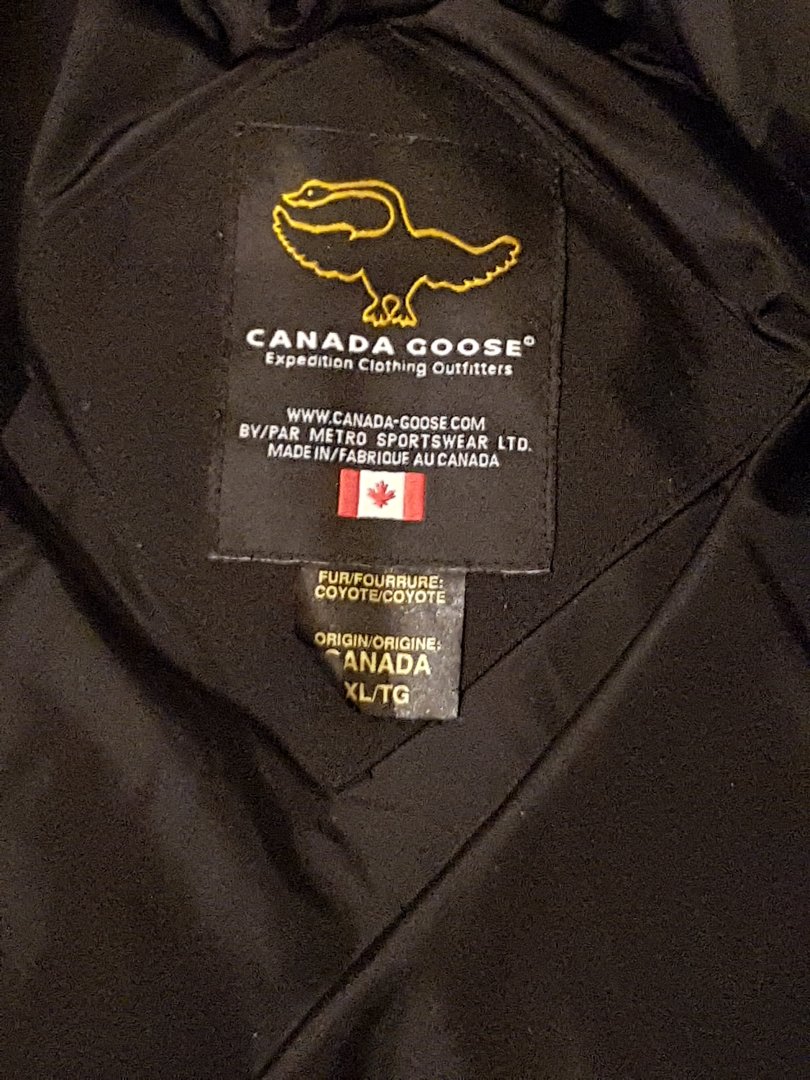 CANADA GOOSE®
Expedition Clothing Outfitters
WWW.CANADA-GOOSE.COM
BY/PAR METRO SPORTSWEAR LTD.
MADE IN/FABRIQUE AU CANADA
FUR/FOURRURE:
COYOTE/COYOTE
ORIGIN/ORIGINE:
CANADA
XL/TG